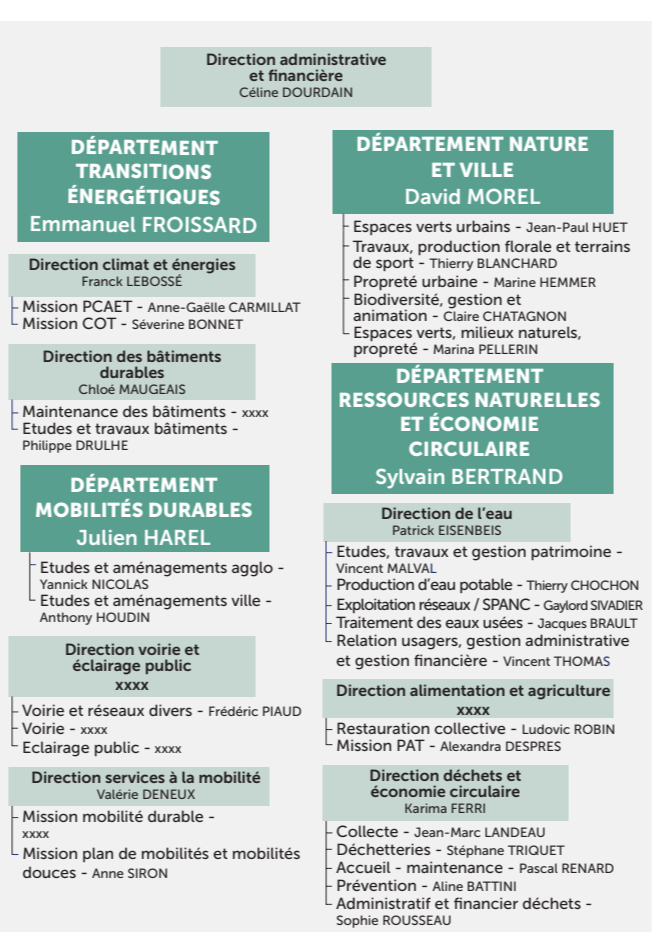 Direction administrative
et financière
Céline DOURDAIN
DÉPARTEMENT
TRANSITIONS
ÉNERGÉTIQUES
Emmanuel FROISSARD
Direction climat et énergies
Franck LEBOSSÉ
Mission PCAET - Anne-Gaëlle CARMILLAT
Mission COT - Séverine BONNET
Direction des bâtiments
durables
Chloé MAUGEAIS
Maintenance des bâtiments - xxxx
Etudes et travaux bâtiments -
Philippe DRULHE
DÉPARTEMENT
MOBILITÉS DURABLES
Julien HAREL
Etudes et aménagements agglo -
Yannick NICOLAS
Etudes et aménagements ville -
Anthony HOUDIN
Direction voirie et
éclairage public
xxxx
Voirie et réseaux divers - Frédéric PIAUD
Voirie - xxxx
Eclairage public - xxxx
Direction services à la mobilité
Valérie DENEUX
Mission mobilité durable -
xxxx
Mission plan de mobilités et mobilités
douces - Anne SIRON
DÉPARTEMENT NATURE
ET VILLE
David MOREL
Espaces verts urbains - Jean-Paul HUET
Travaux, production florale et terrains
de sport - Thierry BLANCHARD
Propreté urbaine - Marine HEMMER
Biodiversité, gestion et
animation - Claire CHATAGNON
Espaces verts, milieux naturels,
propreté - Marina PELLERIN
DÉPARTEMENT
RESSOURCES NATURELLES
ET ÉCONOMIE
CIRCULAIRE
Sylvain BERTRAND
Direction de l'eau
Patrick EISENBEIS
Etudes, travaux et gestion patrimoine -
Vincent MALVAL
Production d'eau potable - Thierry CHOCHON
Exploitation réseaux / SPANC - Gaylord SIVADIER
Traitement des eaux usées - Jacques BRAULT
Relation usagers, gestion administrative
et gestion financière - Vincent THOMAS
Direction alimentation et agriculture
xxxx
Restauration collective - Ludovic ROBIN
Mission PAT - Alexandra DESPRES
Direction déchets et
économie circulaire
Karima FERRI
Collecte - Jean-Marc LANDEAU
Déchetteries - Stéphane TRIQUET
Accueil - maintenance - Pascal RENARD
Prévention - Aline BATTINI
Administratif et financier déchets -
Sophie ROUSSEAU